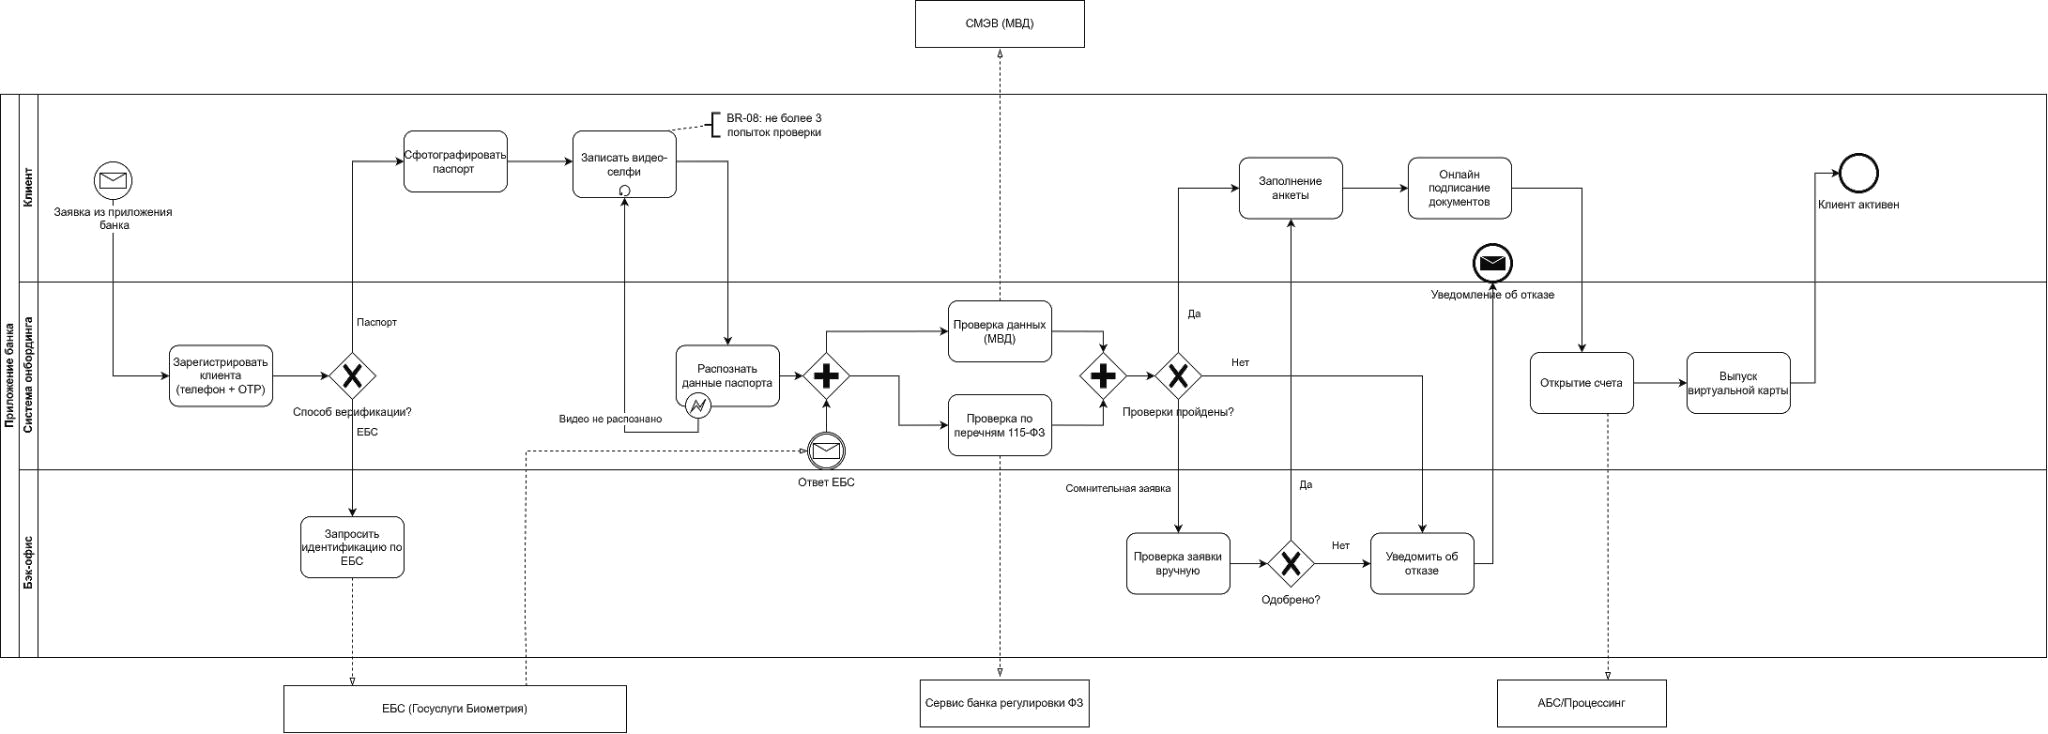 СМЭВ (МВД)
Приложение банка
Клиент
Заявка из приложения
банка
Сфотографировать
паспорт
Записать видео-
селфи
BR-08: не более 3
попыток проверки
Заполнение
анкеты
Онлайн
подписание
документов
Клиент активен
Уведомление об отказе
Система онбординга
Зарегистрировать
клиента
(телефон + OTP)
Паспорт
Способ верификации?
ЕБС
Видео не распознано
Распознать
данные паспорта
Ответ ЕБС
Проверка данных
(МВД)
Проверка по
перечням 115-ФЗ
Да
Нет
Проверки пройдены?
Открытие счета
Выпуск
виртуальной карты
Бэк-офис
Запросить
идентификацию по
ЕБС
Сомнительная заявка
Проверка заявки
вручную
Да
Нет
Одобрено?
Уведомить об
отказе
ЕБС (Госуслуги Биометрия)
Сервис банка регулировки ФЗ
АБС/Процессинг